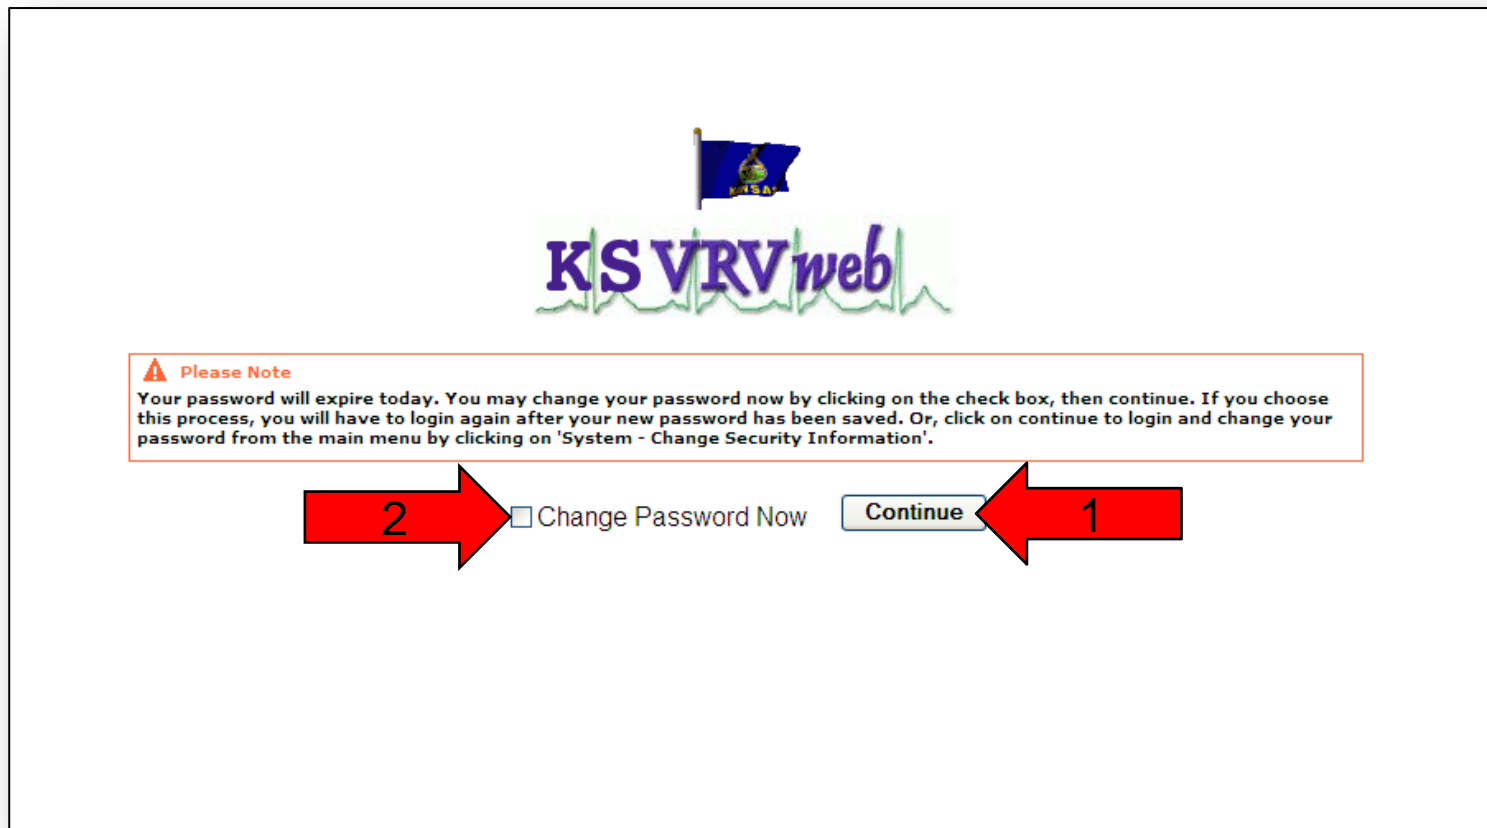 KANSAS
KS VRV web
Please Note
Your password will expire today. You may change your password now by clicking on the check box, then continue. If you choose
this process, you will have to login again after your new password has been saved. Or, click on continue to login and change your
password from the main menu by clicking on 'System - Change Security Information'.
2
Change Password Now
Continue
1